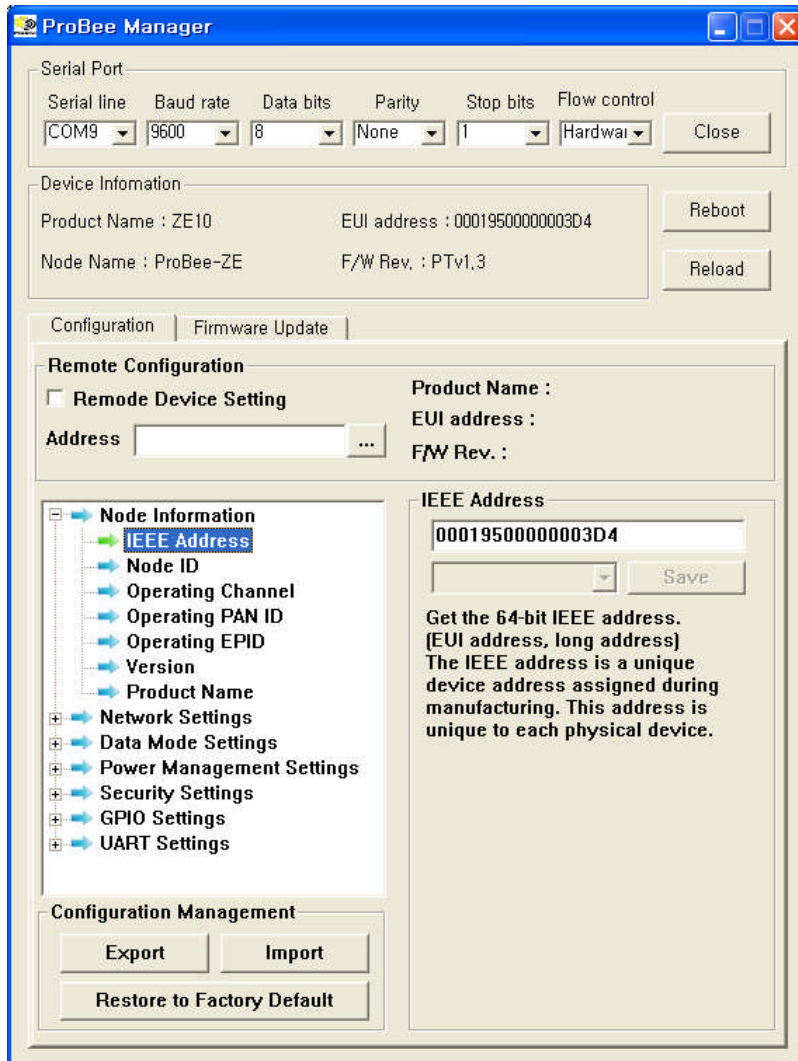 ProBee Manager
Serial Port
Serial line Baud rate Data bits Parity Stop bits Flow control
COM9 9600 8 None 1 Hardwai Close
Device Infomation
Product Name : ZE10 EUI address : 00019500000003D4
Node Name : ProBee-ZE F/W Rev. : PTv1.3
Reboot
Reload
Configuration Firmware Update
Remote Configuration
Remode Device Setting
Address ...
Product Name :
EUI address :
F/W Rev. :
Node Information
IEEE Address
Node ID
Operating Channel
Operating PAN ID
Operating EPID
Version
Product Name
Network Settings
Data Mode Settings
Power Management Settings
Security Settings
GPIO Settings
UART Settings
IEEE Address
00019500000003D4
Save
Get the 64-bit IEEE address.
(EUI address, long address)
The IEEE address is a unique
device address assigned during
manufacturing. This address is
unique to each physical device.
Configuration Management
Export Import
Restore to Factory Default